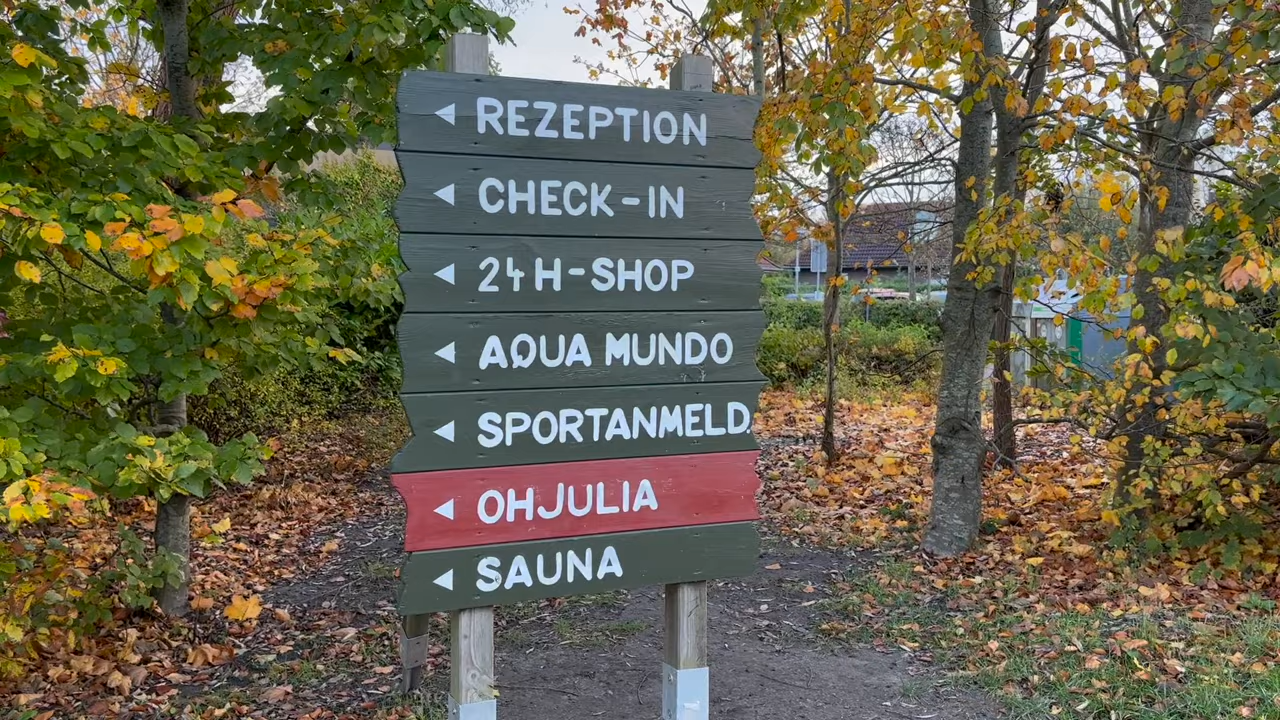 REZEPTION
CHECK-IN
24H-SHOP
AQUA MUNDO
SPORTANMELD.
OHJULIA
SAUNA